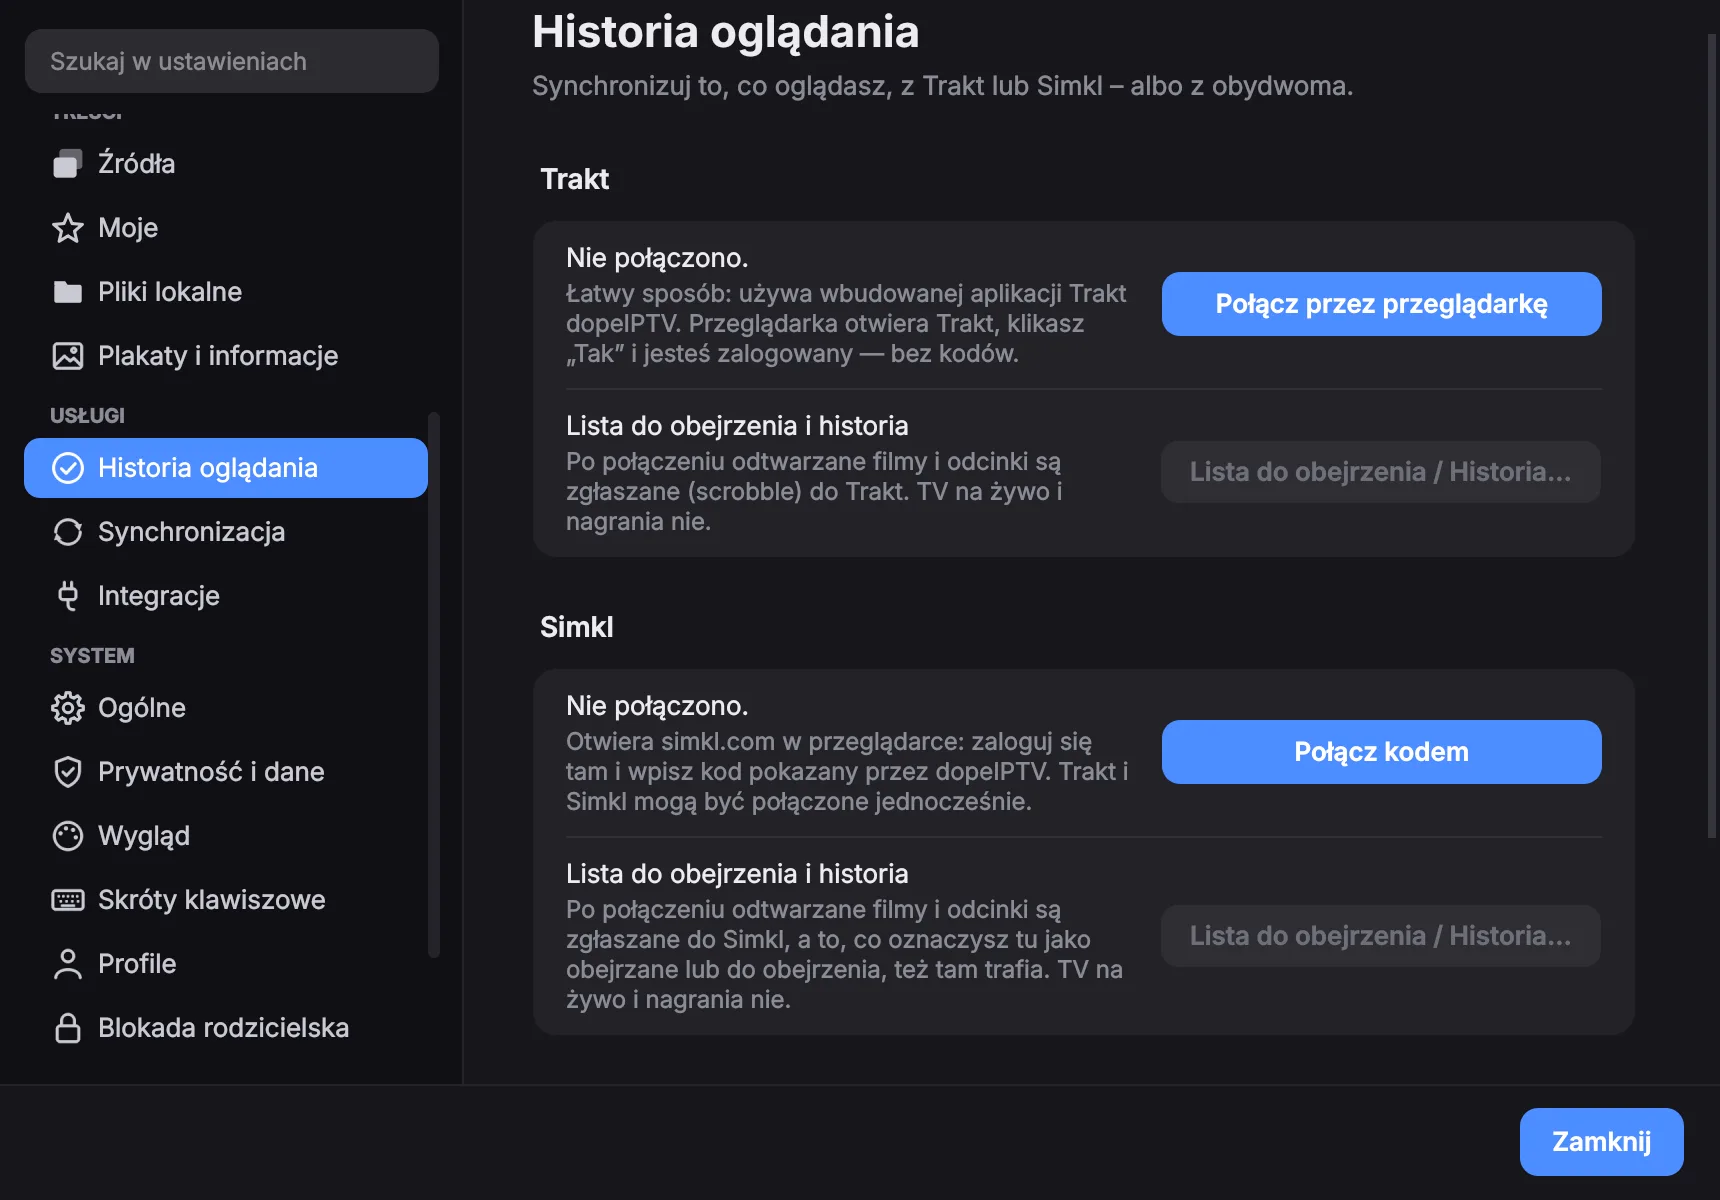 Szukaj w ustawieniach
TREŚCI
Źródła
Moje
Pliki lokalne
Plakaty i informacje
USŁUGI
Historia oglądania
Synchronizacja
Integracje
SYSTEM
Ogólne
Prywatność i dane
Wygląd
Skróty klawiszowe
Profile
Blokada rodzicielska
Historia oglądania
Synchronizuj to, co oglądasz, z Trakt lub Simkl – albo z obydwoma.
Trakt
Nie połączono.
Łatwy sposób: używa wbudowanej aplikacji Trakt
dopeIPTV. Przeglądarka otwiera Trakt, klikasz
„Tak” i jesteś zalogowany — bez kodów.
Połącz przez przeglądarkę
Lista do obejrzenia i historia
Po połączeniu odtwarzane filmy i odcinki są
zgłaszane (scrobble) do Trakt. TV na żywo i
nagrania nie.
Lista do obejrzenia / Historia...
Simkl
Nie połączono.
Otwiera simkl.com w przeglądarce: zaloguj się
tam i wpisz kod pokazany przez dopeIPTV. Trakt i
Simkl mogą być połączone jednocześnie.
Połącz kodem
Lista do obejrzenia i historia
Po połączeniu odtwarzane filmy i odcinki są
zgłaszane do Simkl, a to, co oznaczysz tu jako
obejrzane lub do obejrzenia, też tam trafia. TV na
żywo i nagrania nie.
Lista do obejrzenia / Historia...
Zamknij